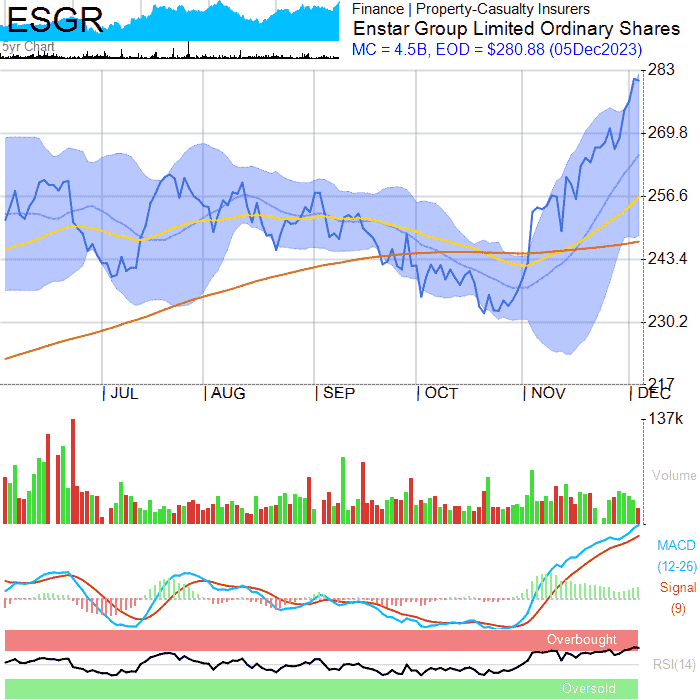 ESGR
5yr Chart
Finance | Property-Casualty Insurers
Enstar Group Limited Ordinary Shares
MC = 4.5B, EOD = $280.88 (05Dec2023)
283
269.8
256.6
243.4
230.2
217
JUL AUG SEP OCT NOV DEC
137k
Volume
MACD
(12-26)
Signal
(9)
Overbought
RSI(14)
Oversold